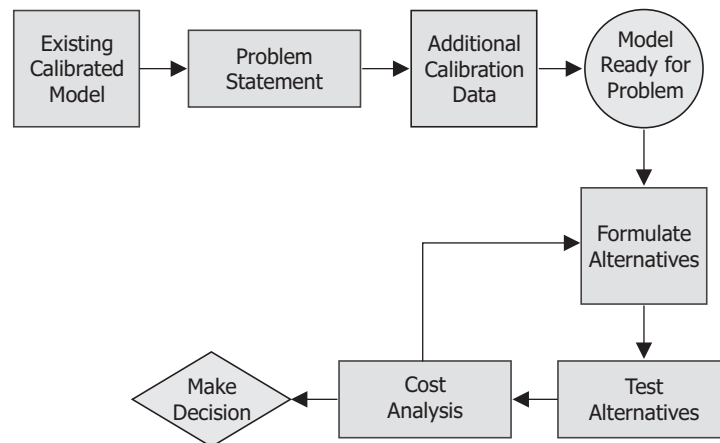 Existing
Calibrated
Model
Problem
Statement
Additional
Calibration
Data
Model
Ready for
Problem
Formulate
Alternatives
Test
Alternatives
Cost
Analysis
Make
Decision